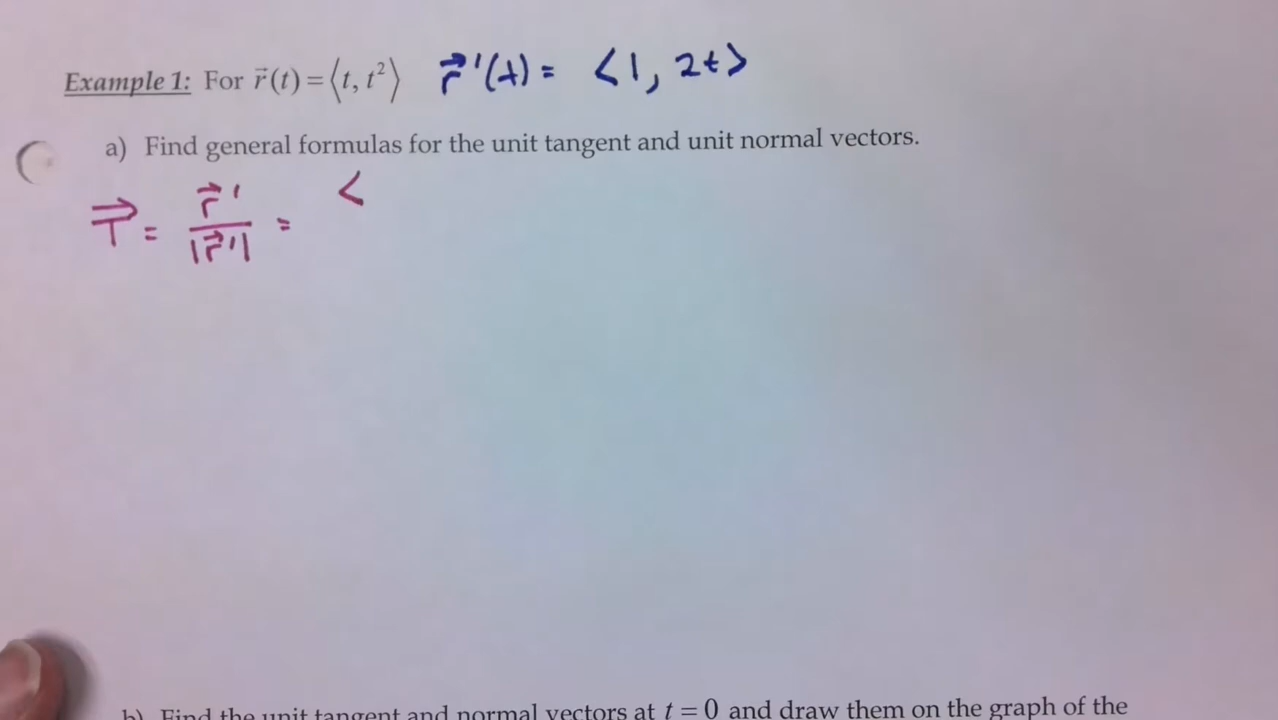 Example 1: For r⃗(t) = ⟨t, t²⟩ r⃗'(t) = <1, 2t>
a) Find general formulas for the unit tangent and unit normal vectors.
T⃗ = r⃗' / |r⃗'| = <
b) Find the unit tangent and normal vectors at t = 0 and draw them on the graph of the